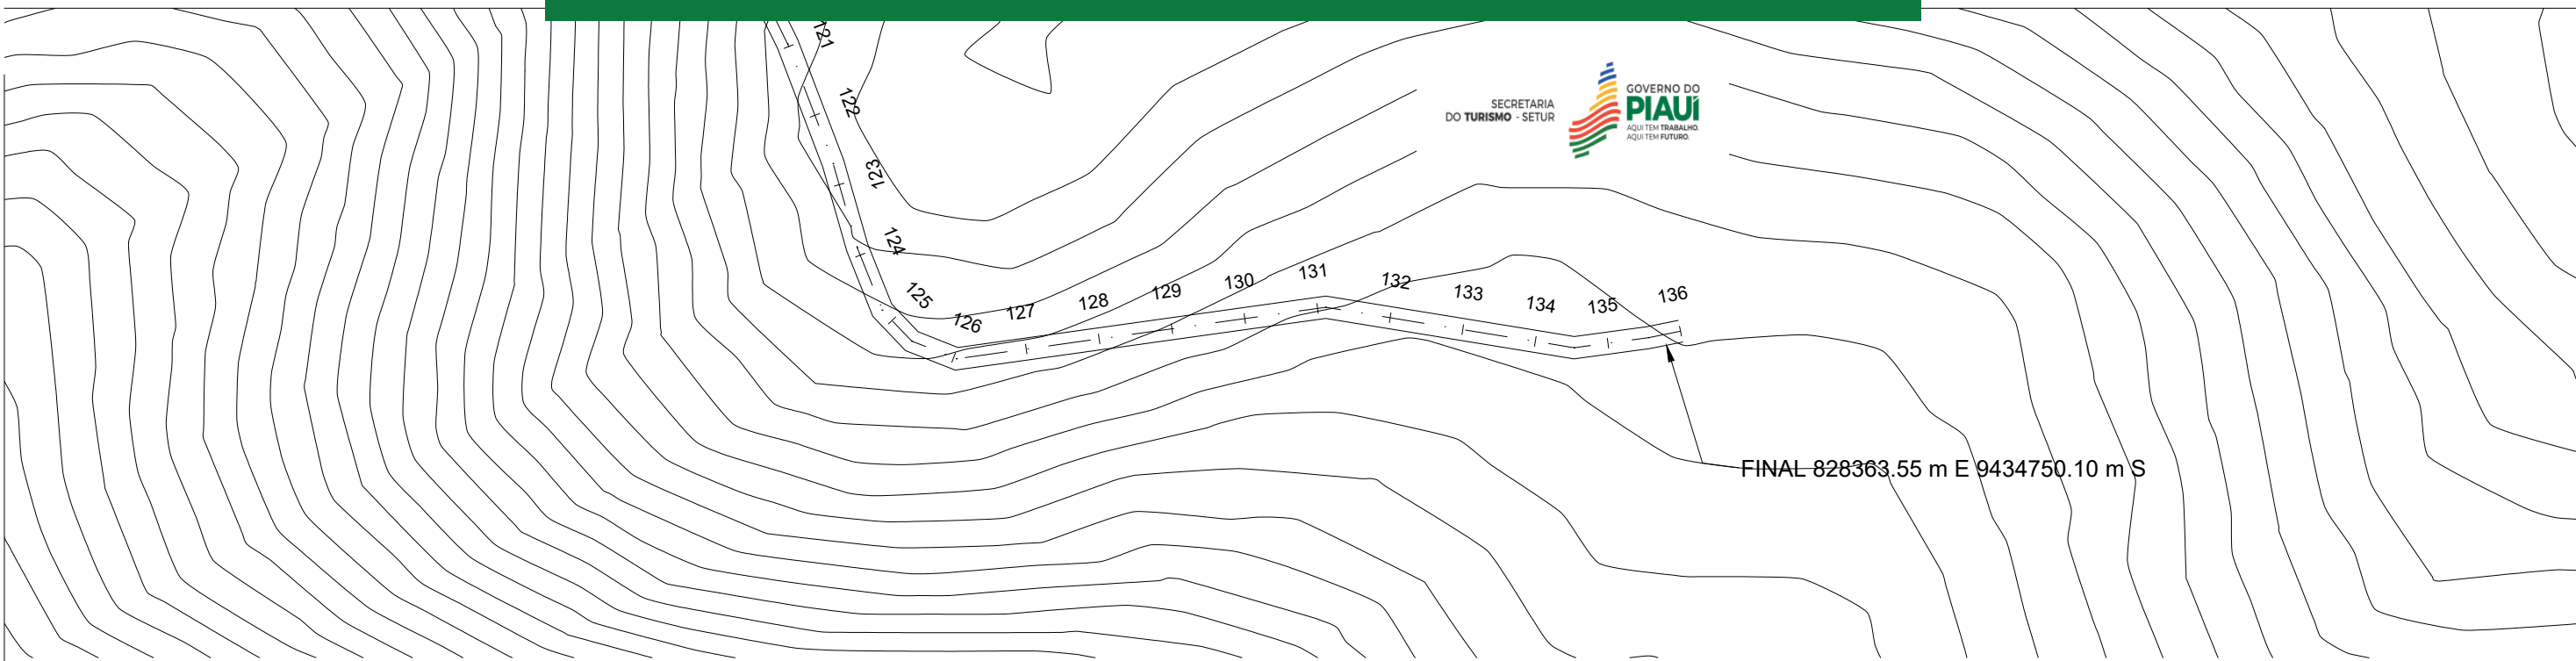 121
122
SECRETARIA
DO TURISMO - SETUR
GOVERNO DO
PIAUÍ
AQUI TEM TRABALHO.
AQUI TEM FUTURO.
123
124
125
126
127
128
129
130
131
132
133
134
135
136
FINAL 828363.55 m E 9434750.10 m S